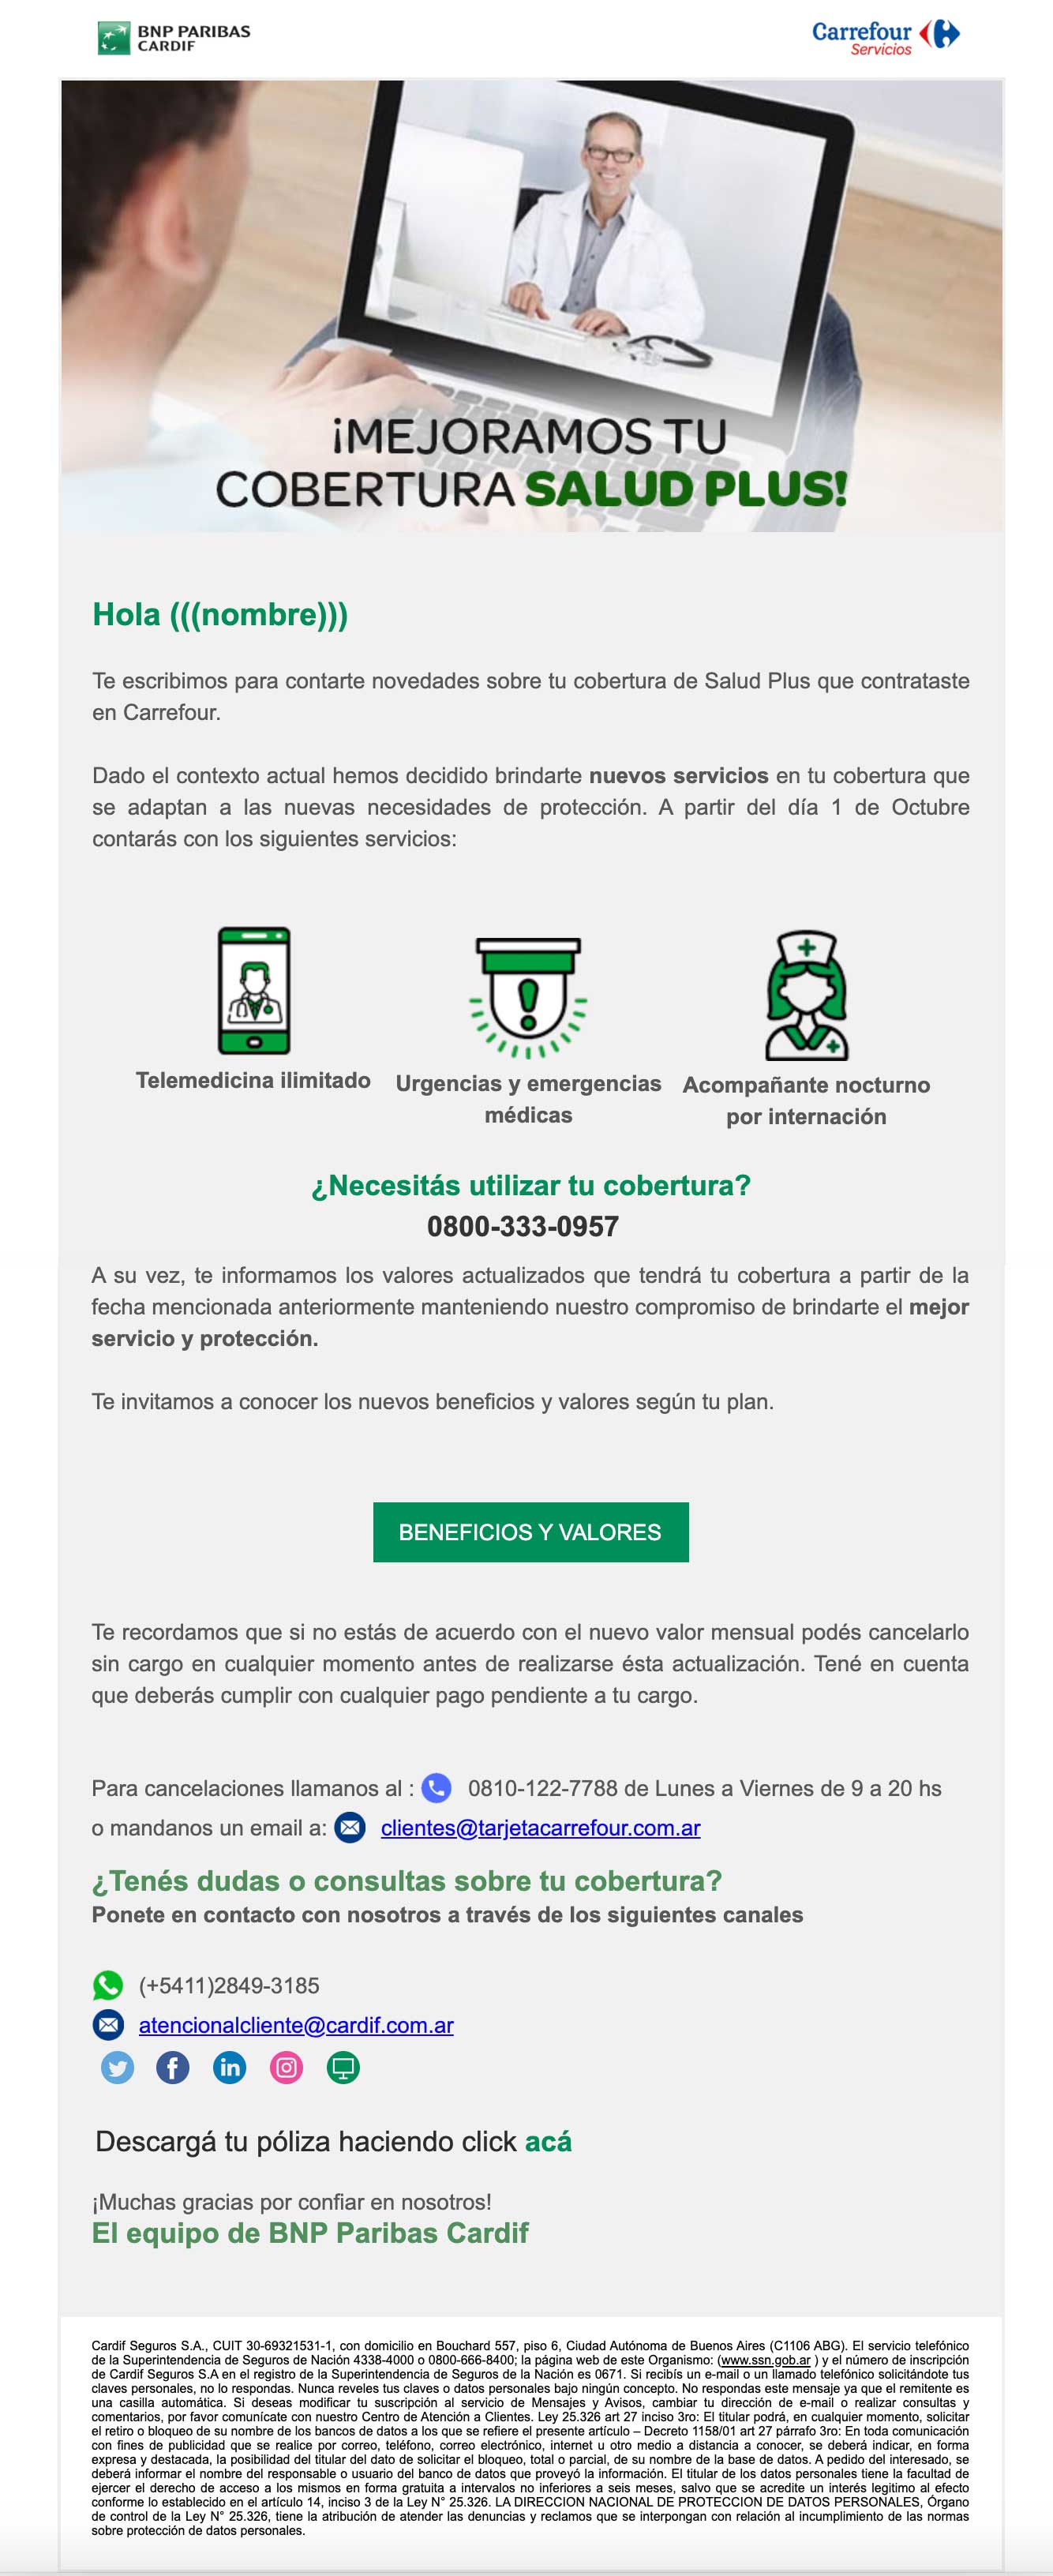 BNP PARIBAS
CARDIF
Carrefour
Servicios
¡MEJORAMOS TU
COBERTURA SALUD PLUS!
Hola (((nombre)))
Te escribimos para contarte novedades sobre tu cobertura de Salud Plus que contrataste
en Carrefour.
Dado el contexto actual hemos decidido brindarte nuevos servicios en tu cobertura que
se adaptan a las nuevas necesidades de protección. A partir del día 1 de Octubre
contarás con los siguientes servicios:
Telemedicina ilimitado
Urgencias y emergencias
médicas
Acompañante nocturno
por internación
¿Necesitás utilizar tu cobertura?
0800-333-0957
A su vez, te informamos los valores actualizados que tendrá tu cobertura a partir de la
fecha mencionada anteriormente manteniendo nuestro compromiso de brindarte el mejor
servicio y protección.
Te invitamos a conocer los nuevos beneficios y valores según tu plan.
BENEFICIOS Y VALORES
Te recordamos que si no estás de acuerdo con el nuevo valor mensual podés cancelarlo
sin cargo en cualquier momento antes de realizarse ésta actualización. Tené en cuenta
que deberás cumplir con cualquier pago pendiente a tu cargo.
Para cancelaciones llamanos al : 0810-122-7788 de Lunes a Viernes de 9 a 20 hs
o mandanos un email a: clientes@tarjetacarrefour.com.ar
¿Tenés dudas o consultas sobre tu cobertura?
Ponete en contacto con nosotros a través de los siguientes canales
(+5411)2849-3185
atencionalcliente@cardif.com.ar
Descargá tu póliza haciendo click acá
¡Muchas gracias por confiar en nosotros!
El equipo de BNP Paribas Cardif
Cardif Seguros S.A., CUIT 30-69321531-1, con domicilio en Bouchard 557, piso 6, Ciudad Autónoma de Buenos Aires (C1106 ABG). El servicio telefónico
de la Superintendencia de Seguros de Nación 4338-4000 o 0800-666-8400; la página web de este Organismo: (www.ssn.gob.ar ) y el número de inscripción
de Cardif Seguros S.A en el registro de la Superintendencia de Seguros de la Nación es 0671. Si recibís un e-mail o un llamado telefónico solicitándote tus
claves personales, no lo respondas. Nunca reveles tus claves o datos personales bajo ningún concepto. No respondas este mensaje ya que el remitente es
una casilla automática. Si deseas modificar tu suscripción al servicio de Mensajes y Avisos, cambiar tu dirección de e-mail o realizar consultas y
comentarios, por favor comunícate con nuestro Centro de Atención a Clientes. Ley 25.326 art 27 inciso 3ro: El titular podrá, en cualquier momento, solicitar
el retiro o bloqueo de su nombre de los bancos de datos a los que se refiere el presente artículo – Decreto 1158/01 art 27 párrafo 3ro: En toda comunicación
con fines de publicidad que se realice por correo, teléfono, correo electrónico, internet u otro medio a distancia a conocer, se deberá indicar, en forma
expresa y destacada, la posibilidad del titular del dato de solicitar el bloqueo, total o parcial, de su nombre de la base de datos. A pedido del interesado, se
deberá informar el nombre del responsable o usuario del banco de datos que proveyó la información. El titular de los datos personales tiene la facultad de
ejercer el derecho de acceso a los mismos en forma gratuita a intervalos no inferiores a seis meses, salvo que se acredite un interés legitimo al efecto
conforme lo establecido en el artículo 14, inciso 3 de la Ley N° 25.326. LA DIRECCION NACIONAL DE PROTECCION DE DATOS PERSONALES, Órgano
de control de la Ley N° 25.326, tiene la atribución de atender las denuncias y reclamos que se interpongan con relación al incumplimiento de las normas
sobre protección de datos personales.